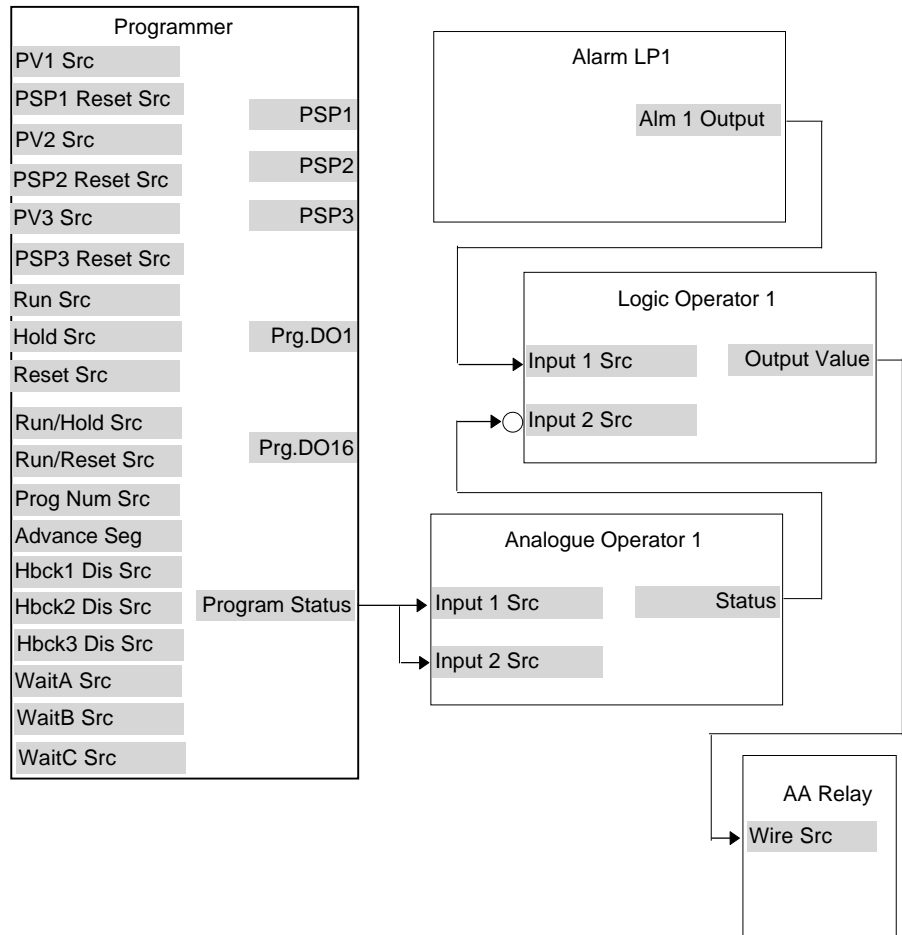 Programmer
PV1 Src
PSP1 Reset Src
PSP1
PV2 Src
PSP2
PSP2 Reset Src
PV3 Src
PSP3
PSP3 Reset Src
Run Src
Hold Src
Prg.DO1
Reset Src
Run/Hold Src
Prg.DO16
Run/Reset Src
Prog Num Src
Advance Seg
Hbck1 Dis Src
Hbck2 Dis Src
Program Status
Hbck3 Dis Src
WaitA Src
WaitB Src
WaitC Src
Alarm LP1
Alm 1 Output
Logic Operator 1
Input 1 Src
Output Value
Input 2 Src
Analogue Operator 1
Input 1 Src
Status
Input 2 Src
AA Relay
Wire Src